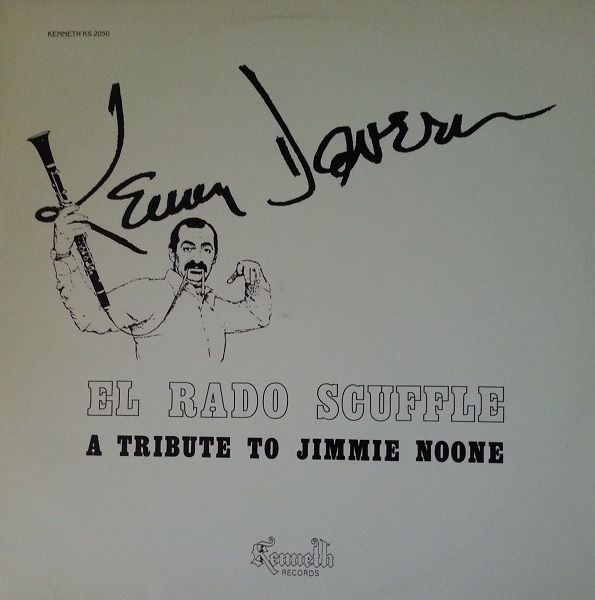 KENNETH KS 2050
Kenny Davern
EL RADO SCUFFLE
A TRIBUTE TO JIMMIE NOONE
Kenneth
RECORDS